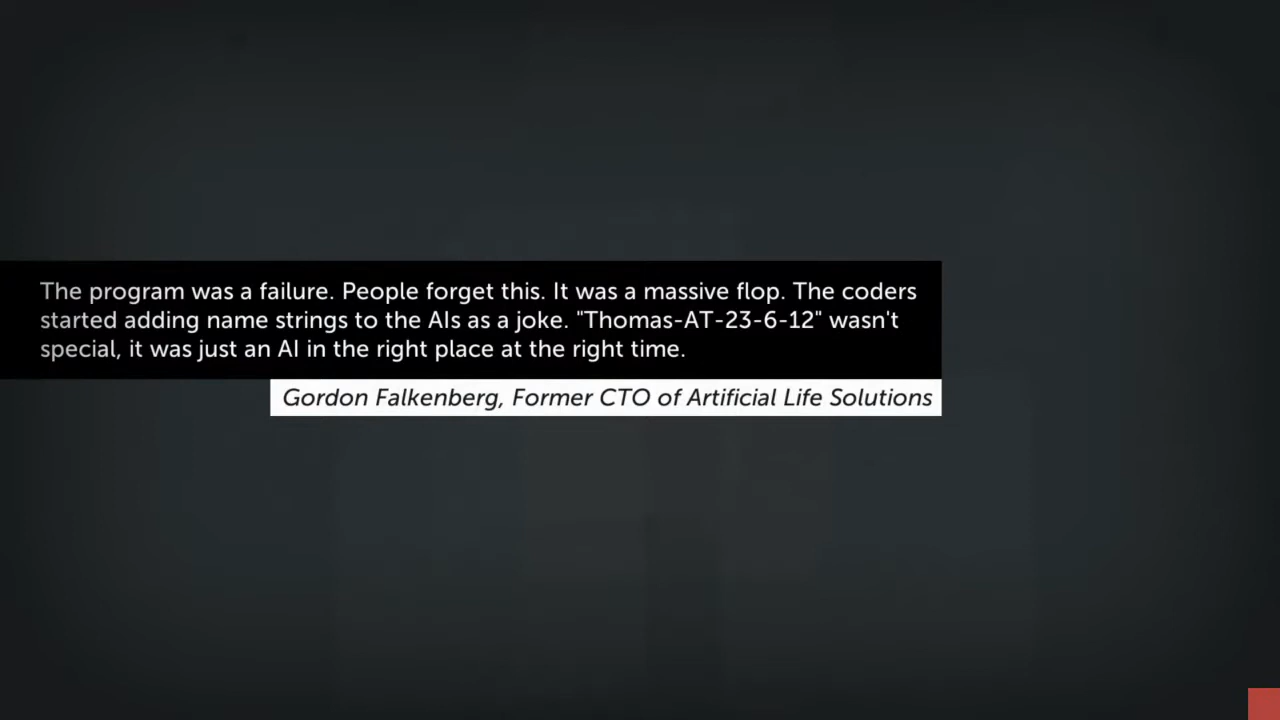 The program was a failure. People forget this. It was a massive flop. The coders
started adding name strings to the AIs as a joke. "Thomas-AT-23-6-12" wasn't
special, it was just an AI in the right place at the right time.
Gordon Falkenberg, Former CTO of Artificial Life Solutions